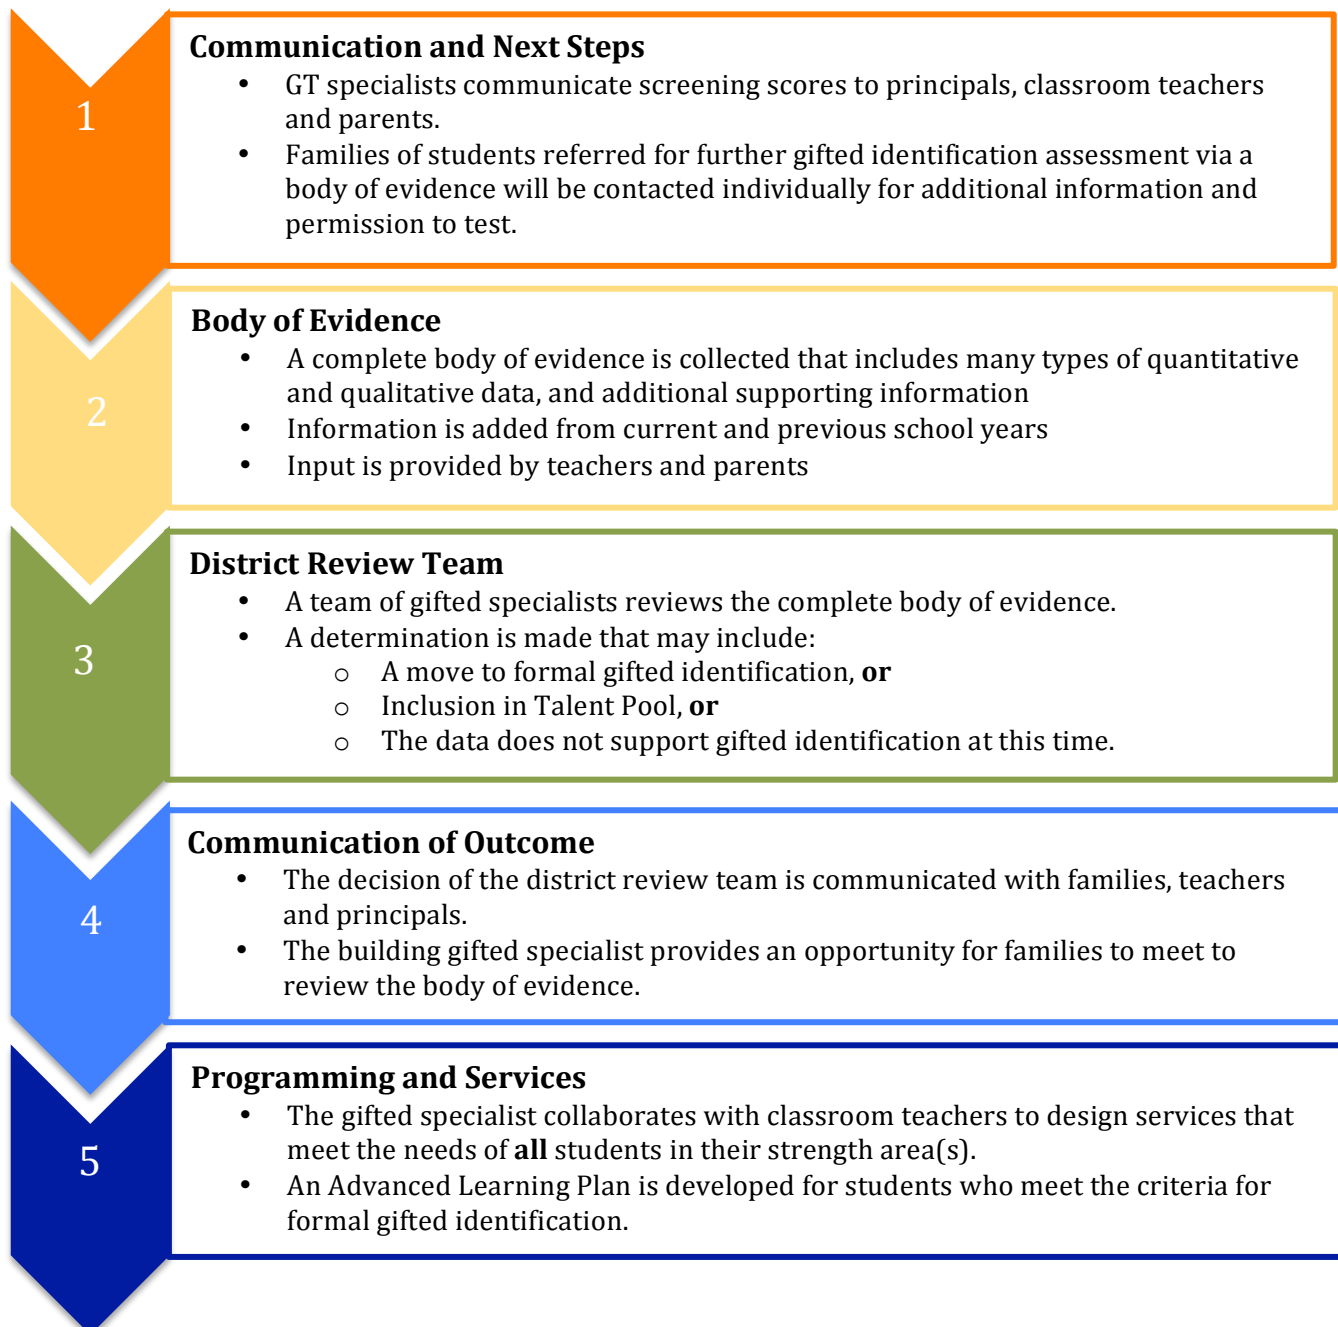 1
Communication and Next Steps
• GT specialists communicate screening scores to principals, classroom teachers
and parents.
• Families of students referred for further gifted identification assessment via a
body of evidence will be contacted individually for additional information and
permission to test.
2
Body of Evidence
• A complete body of evidence is collected that includes many types of quantitative
and qualitative data, and additional supporting information
• Information is added from current and previous school years
• Input is provided by teachers and parents
3
District Review Team
• A team of gifted specialists reviews the complete body of evidence.
• A determination is made that may include:
o A move to formal gifted identification, or
o Inclusion in Talent Pool, or
o The data does not support gifted identification at this time.
4
Communication of Outcome
• The decision of the district review team is communicated with families, teachers
and principals.
• The building gifted specialist provides an opportunity for families to meet to
review the body of evidence.
5
Programming and Services
• The gifted specialist collaborates with classroom teachers to design services that
meet the needs of all students in their strength area(s).
• An Advanced Learning Plan is developed for students who meet the criteria for
formal gifted identification.